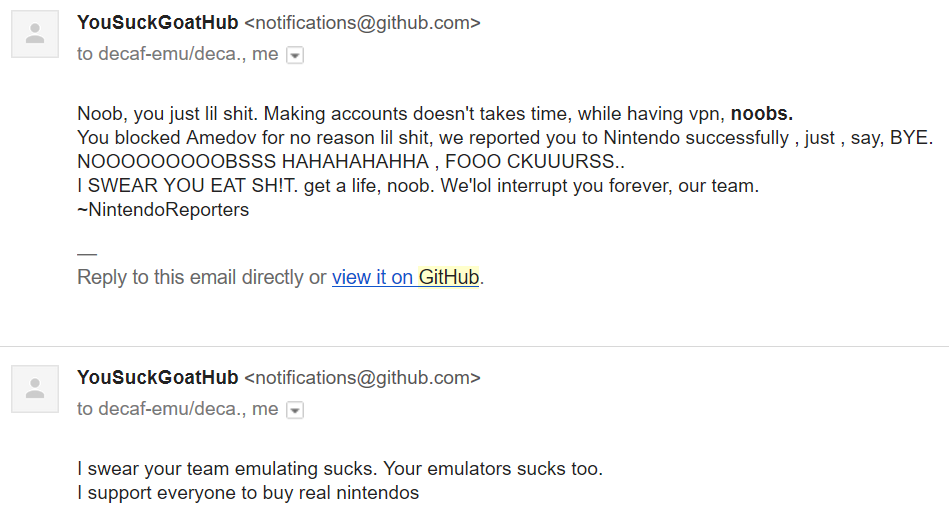 YouSuckGoatHub <notifications@github.com>
to decaf-emu/deca., me
Noob, you just lil shit. Making accounts doesn't takes time, while having vpn, noobs.
You blocked Amedov for no reason lil shit, we reported you to Nintendo successfully , just , say, BYE.
NOOOOOOOOOBSSS HAHAHAHAHHA , FOOO CKUUURSS..
I SWEAR YOU EAT SH!T. get a life, noob. We'lol interrupt you forever, our team.
~NintendoReporters
—
Reply to this email directly or view it on GitHub.
YouSuckGoatHub <notifications@github.com>
to decaf-emu/deca., me
I swear your team emulating sucks. Your emulators sucks too.
I support everyone to buy real nintendos